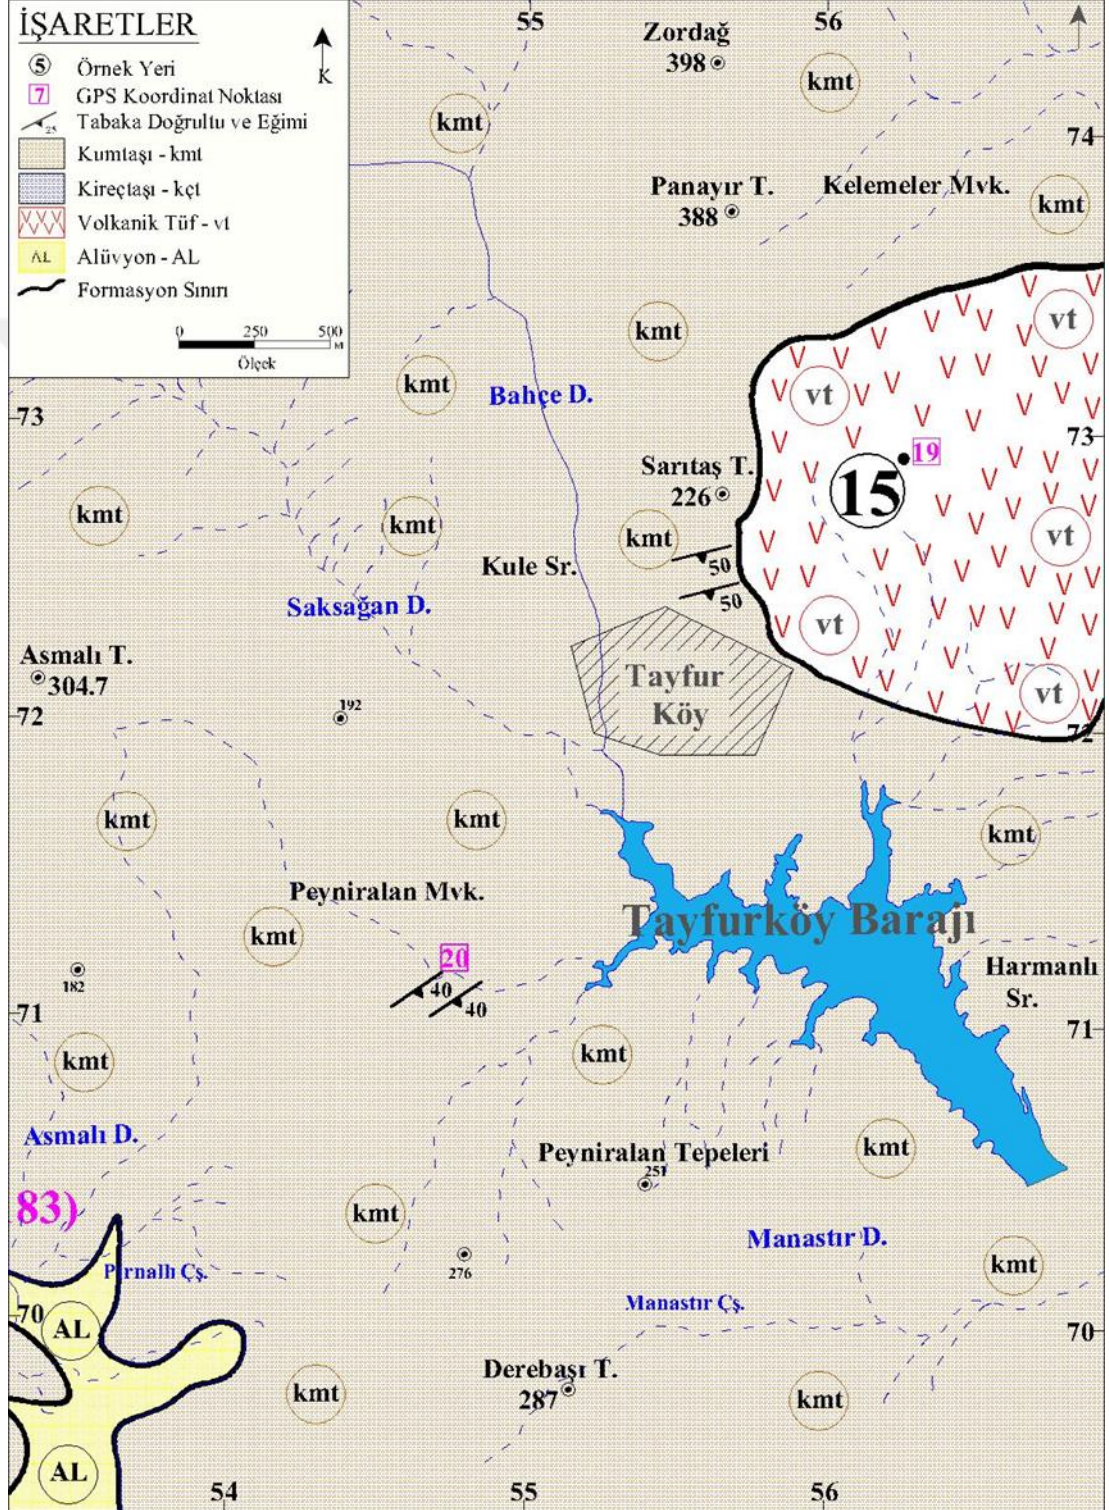 İŞARETLER
K
5 Örnek Yeri
7 GPS Koordinat Noktası
25 Tabaka Doğrultu ve Eğimi
Kumtaşı - kmt
Kireçtaşı - kçt
Volkanik Tüf - vt
AL Alüvyon - AL
Formasyon Sınırı
0 250 500
M
Ölçek
55
56
Zordağ
398
kmt
kmt
74
Panayır T.
388
Kelemeler Mvk.
kmt
vt
kmt
kmt
Bahçe D.
vt
73
73
Sarıtaş T.
226
19
15
kmt
kmt
kmt
vt
Kule Sr.
50
50
Saksağan D.
vt
Asmalı T.
304.7
Tayfur
Köy
vt
192
72
72
kmt
kmt
kmt
Peyniralan Mvk.
Tayfurköy Barajı
kmt
20
182
40
40
Harmanlı
Sr.
71
71
kmt
kmt
Asmalı D.
Peyniralan Tepeleri
251
kmt
83)
kmt
Manastır D.
Pırnallı Çş.
276
kmt
Manastır Çş.
70
70
AL
Derebaşı T.
287
kmt
kmt
AL
54
55
56